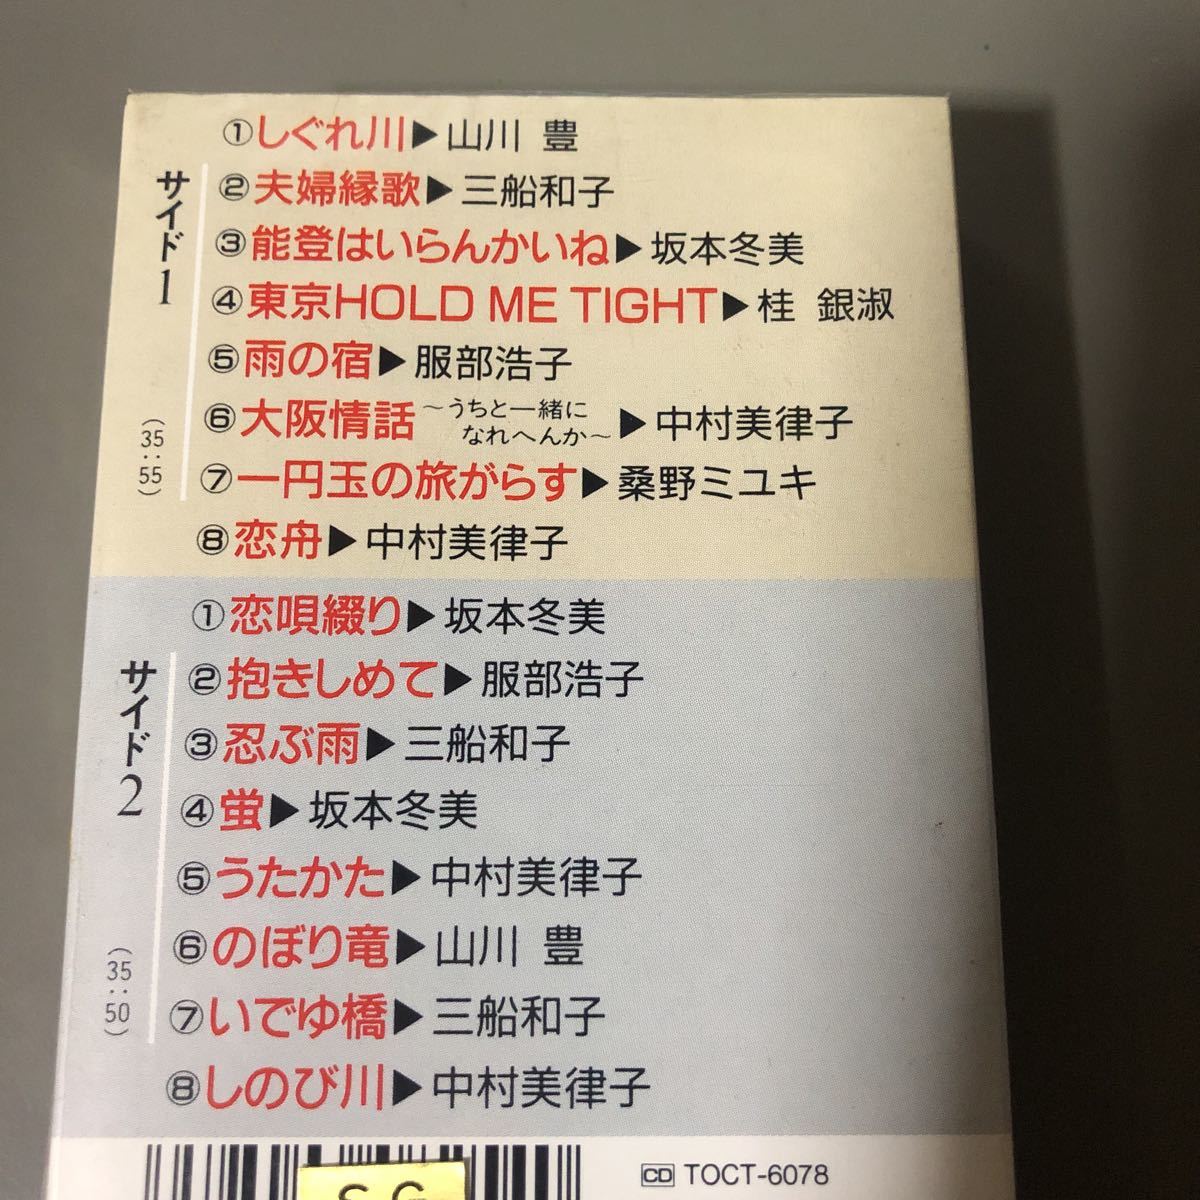 サイド1
(35:55)
①しぐれ川▶山川 豊
②夫婦縁歌▶三船和子
③能登はいらんかいね▶坂本冬美
④東京HOLD ME TIGHT▶桂 銀淑
⑤雨の宿▶服部浩子
⑥大阪情話 〜うちと一緒に
なれへんか〜▶中村美律子
⑦一円玉の旅がらす▶桑野ミユキ
⑧恋舟▶中村美律子
サイド2
(35:50)
①恋唄綴り▶坂本冬美
②抱きしめて▶服部浩子
③忍ぶ雨▶三船和子
④蛍▶坂本冬美
⑤うたかた▶中村美律子
⑥のぼり竜▶山川 豊
⑦いでゆ橋▶三船和子
⑧しのび川▶中村美律子
CD TOCT-6078